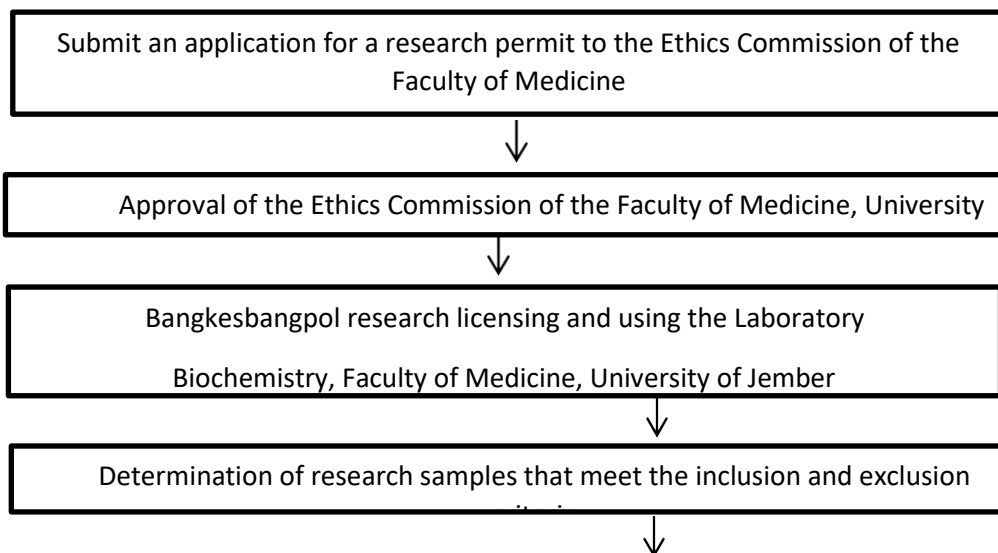 Submit an application for a research permit to the Ethics Commission of the
Faculty of Medicine
Approval of the Ethics Commission of the Faculty of Medicine, University
Bangkesbangpol research licensing and using the Laboratory
Biochemistry, Faculty of Medicine, University of Jember
Determination of research samples that meet the inclusion and exclusion